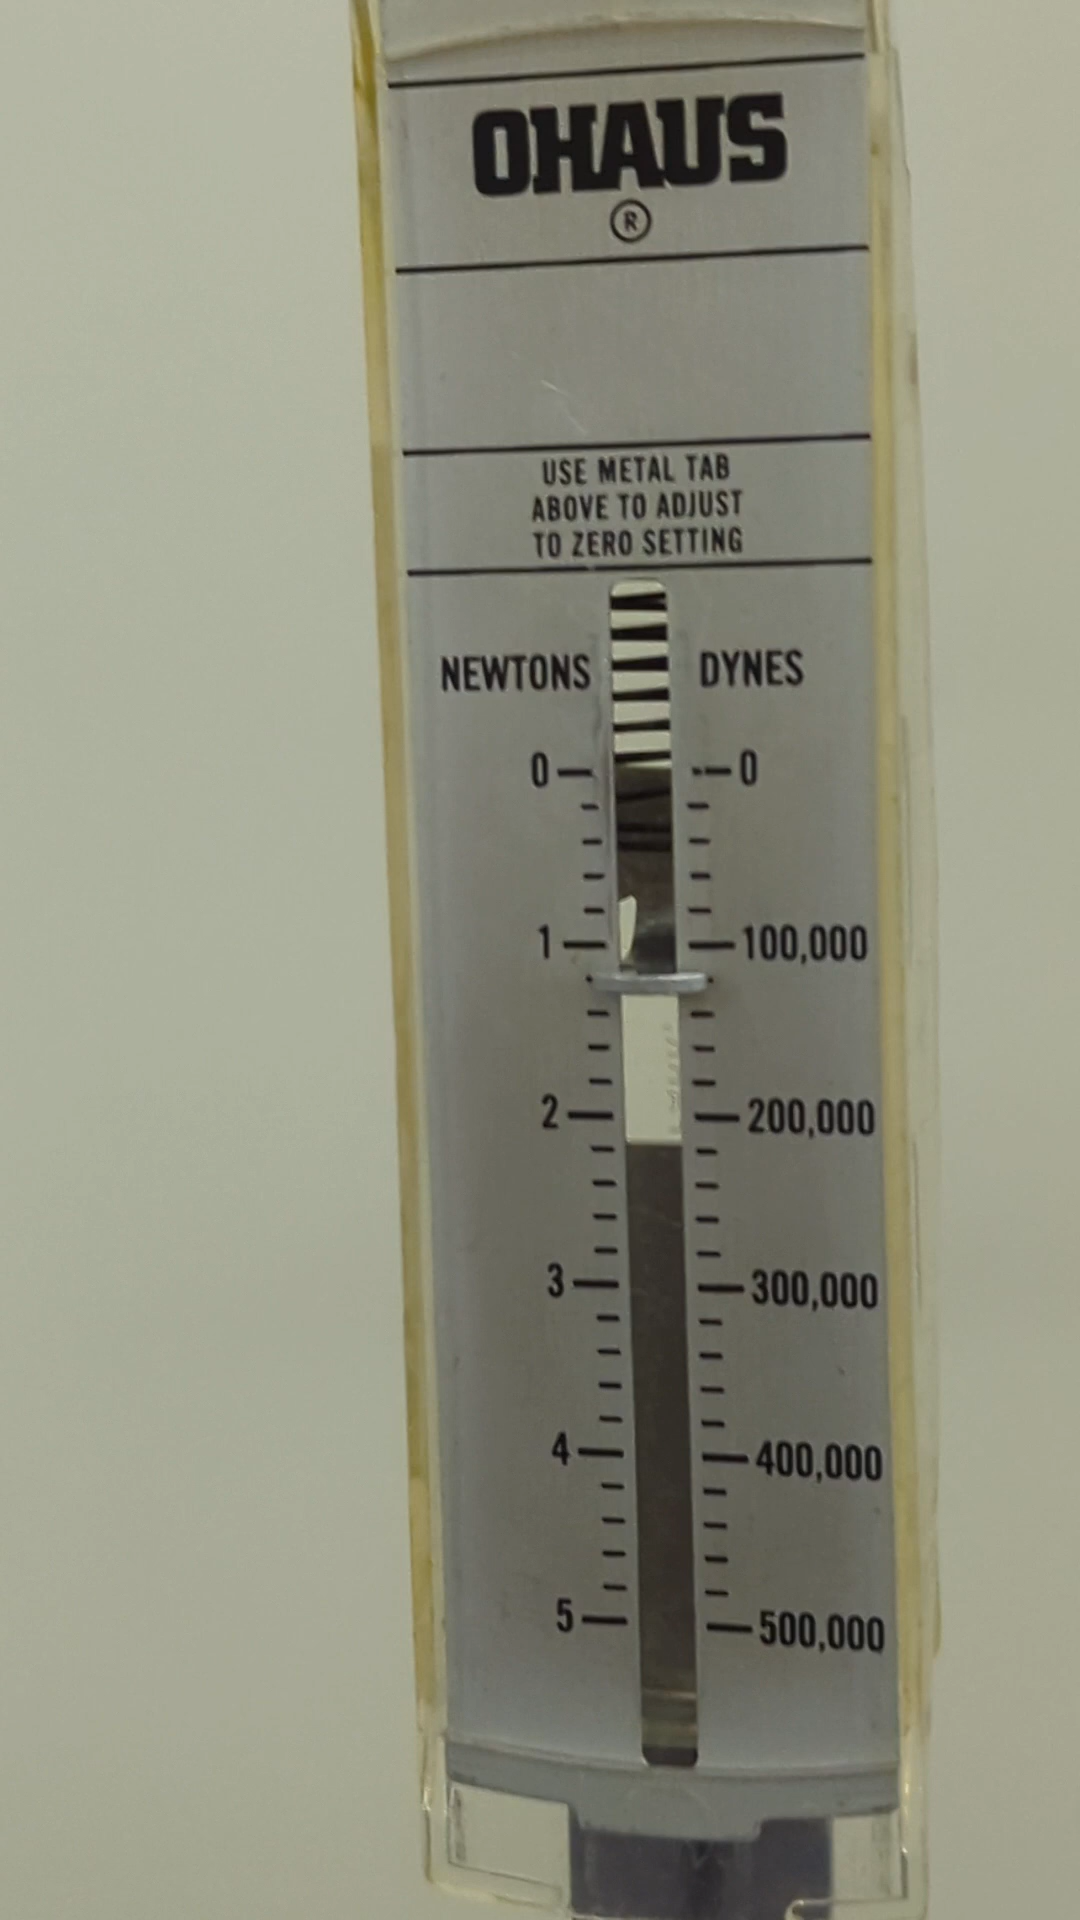 OHAUS
®
USE METAL TAB
ABOVE TO ADJUST
TO ZERO SETTING
NEWTONS DYNES
0 0
1 100,000
2 200,000
3 300,000
4 400,000
5 500,000